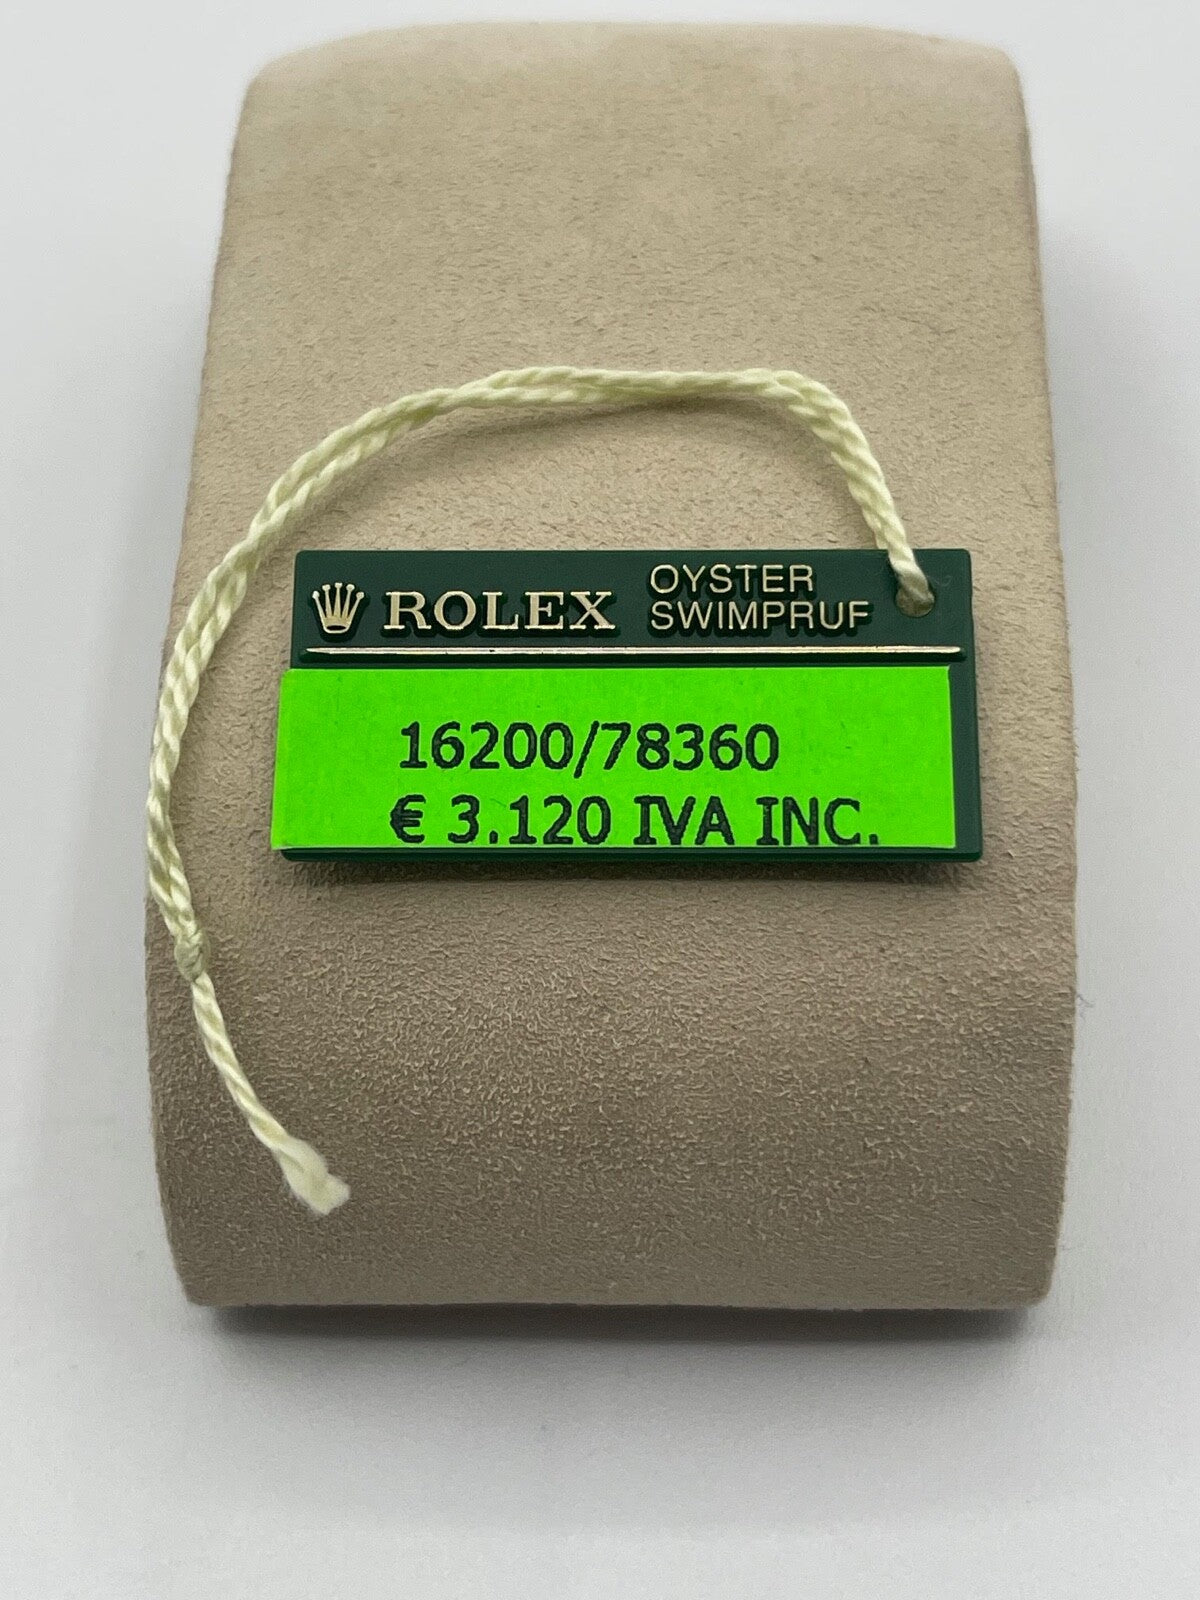 ROLEX
OYSTER
SWIMPRUF
16200/78360
€ 3.120 IVA INC.